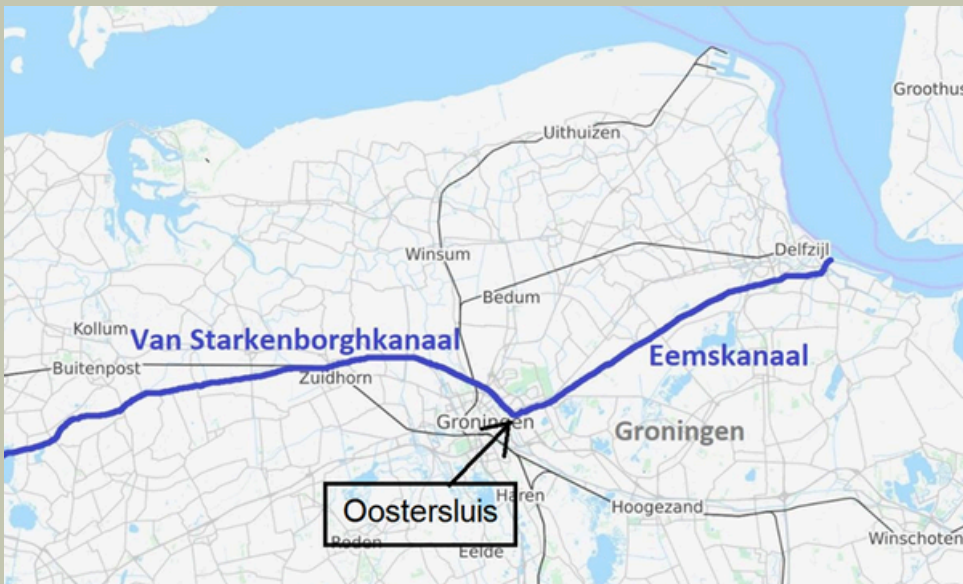 Groothus
Uithuizen
Delfzijl
Winsum
Bedum
Kollum
Van Starkenborghkanaal
Eemskanaal
Buitenpost
Zuidhorn
Groningen
Groningen
Oostersluis
Haren
Hoogezand
Winschoten
Roden
Eelde